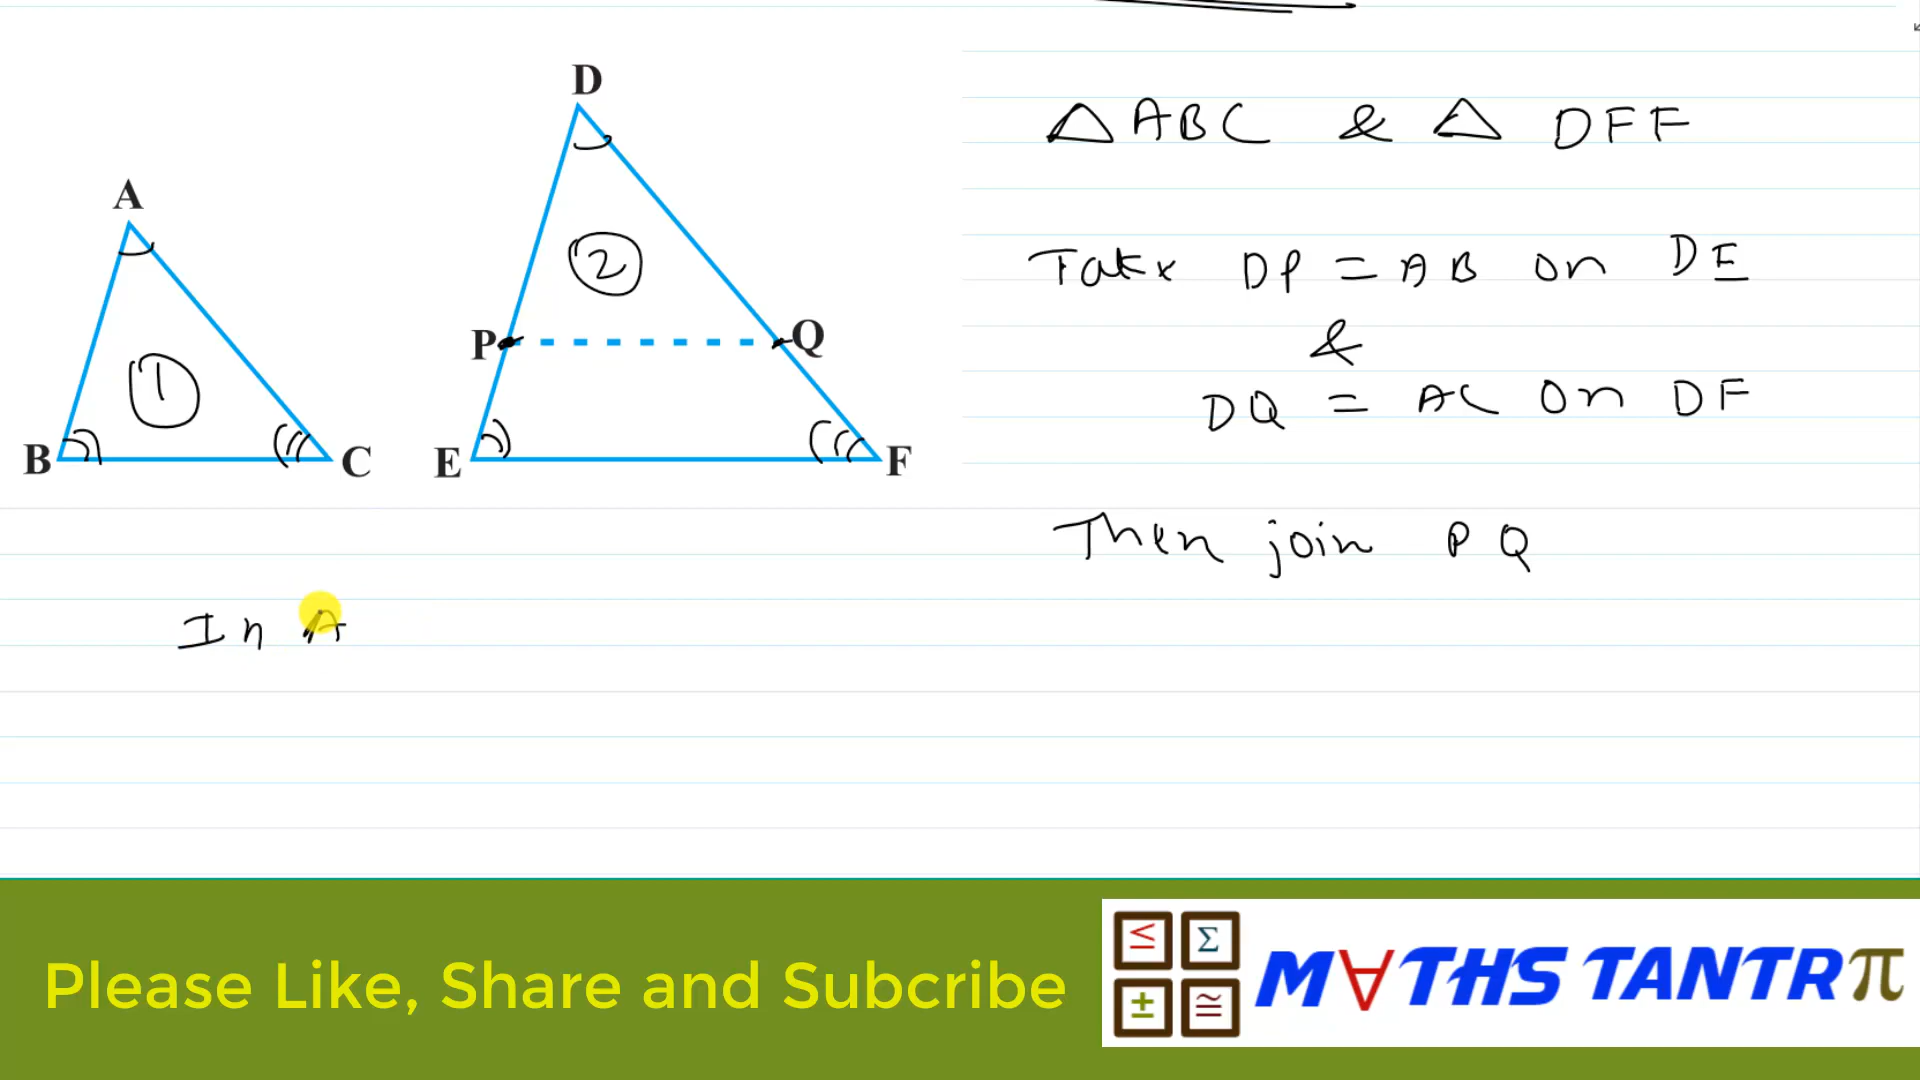 D
A
P
Q
B
C
E
F
1
2
△ ABC & △ DFF
Take DP = AB on DE
&
DQ = AC on DF
Then join PQ
In
Please Like, Share and Subcribe
≤ Σ
± ≅
M∀THS TANTRπ